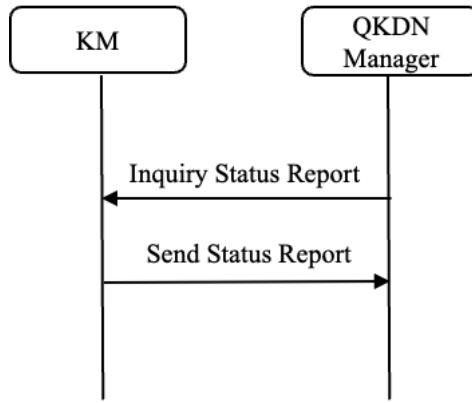 KM
QKDN
Manager
Inquiry Status Report
Send Status Report